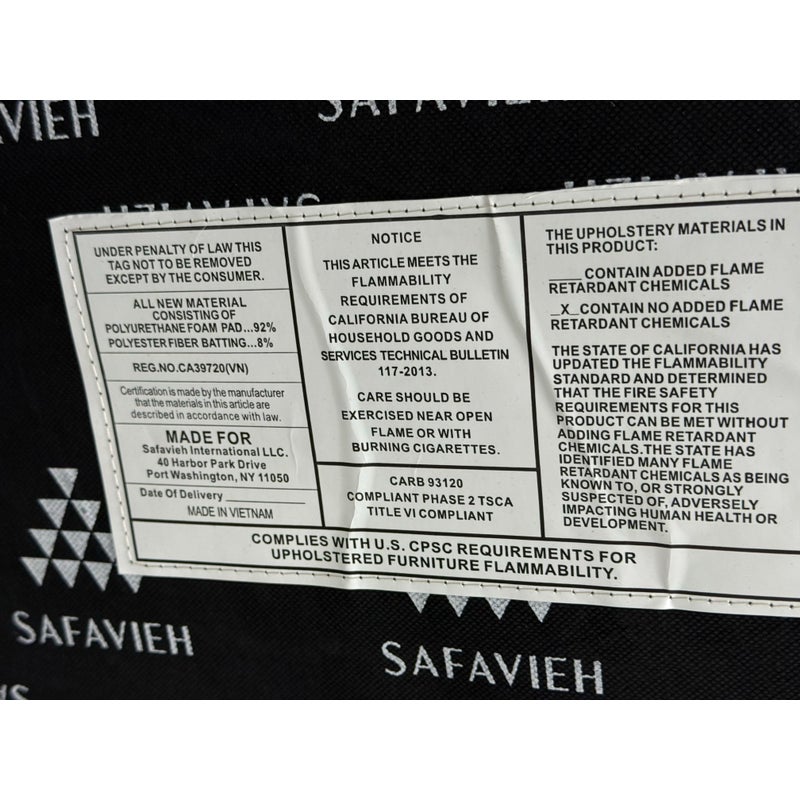 VIEH
SAFAVIEH
SAFAVIEH
UNDER PENALTY OF LAW THIS
TAG NOT TO BE REMOVED
EXCEPT BY THE CONSUMER.
ALL NEW MATERIAL
CONSISTING OF
POLYURETHANE FOAM PAD...92%
POLYESTER FIBER BATTING...8%
REG.NO.CA39720(VN)
Certification is made by the manufacturer
that the materials in this article are
described in accordance with law.
MADE FOR
Safavieh International LLC.
40 Harbor Park Drive
Port Washington, NY 11050
Date Of Delivery
MADE IN VIETNAM
NOTICE
THIS ARTICLE MEETS THE
FLAMMABILITY
REQUIREMENTS OF
CALIFORNIA BUREAU OF
HOUSEHOLD GOODS AND
SERVICES TECHNICAL BULLETIN
117-2013.
CARE SHOULD BE
EXERCISED NEAR OPEN
FLAME OR WITH
BURNING CIGARETTES.
CARB 93120
COMPLIANT PHASE 2 TSCA
TITLE VI COMPLIANT
THE UPHOLSTERY MATERIALS IN
THIS PRODUCT:
____CONTAIN ADDED FLAME
RETARDANT CHEMICALS
_X_CONTAIN NO ADDED FLAME
RETARDANT CHEMICALS
THE STATE OF CALIFORNIA HAS
UPDATED THE FLAMMABILITY
STANDARD AND DETERMINED
THAT THE FIRE SAFETY
REQUIREMENTS FOR THIS
PRODUCT CAN BE MET WITHOUT
ADDING FLAME RETARDANT
CHEMICALS.THE STATE HAS
IDENTIFIED MANY FLAME
RETARDANT CHEMICALS AS BEING
KNOWN TO, OR STRONGLY
SUSPECTED OF, ADVERSELY
IMPACTING HUMAN HEALTH OR
DEVELOPMENT.
COMPLIES WITH U.S. CPSC REQUIREMENTS FOR
UPHOLSTERED FURNITURE FLAMMABILITY.
SAFAVIEH
SAFAVIEH